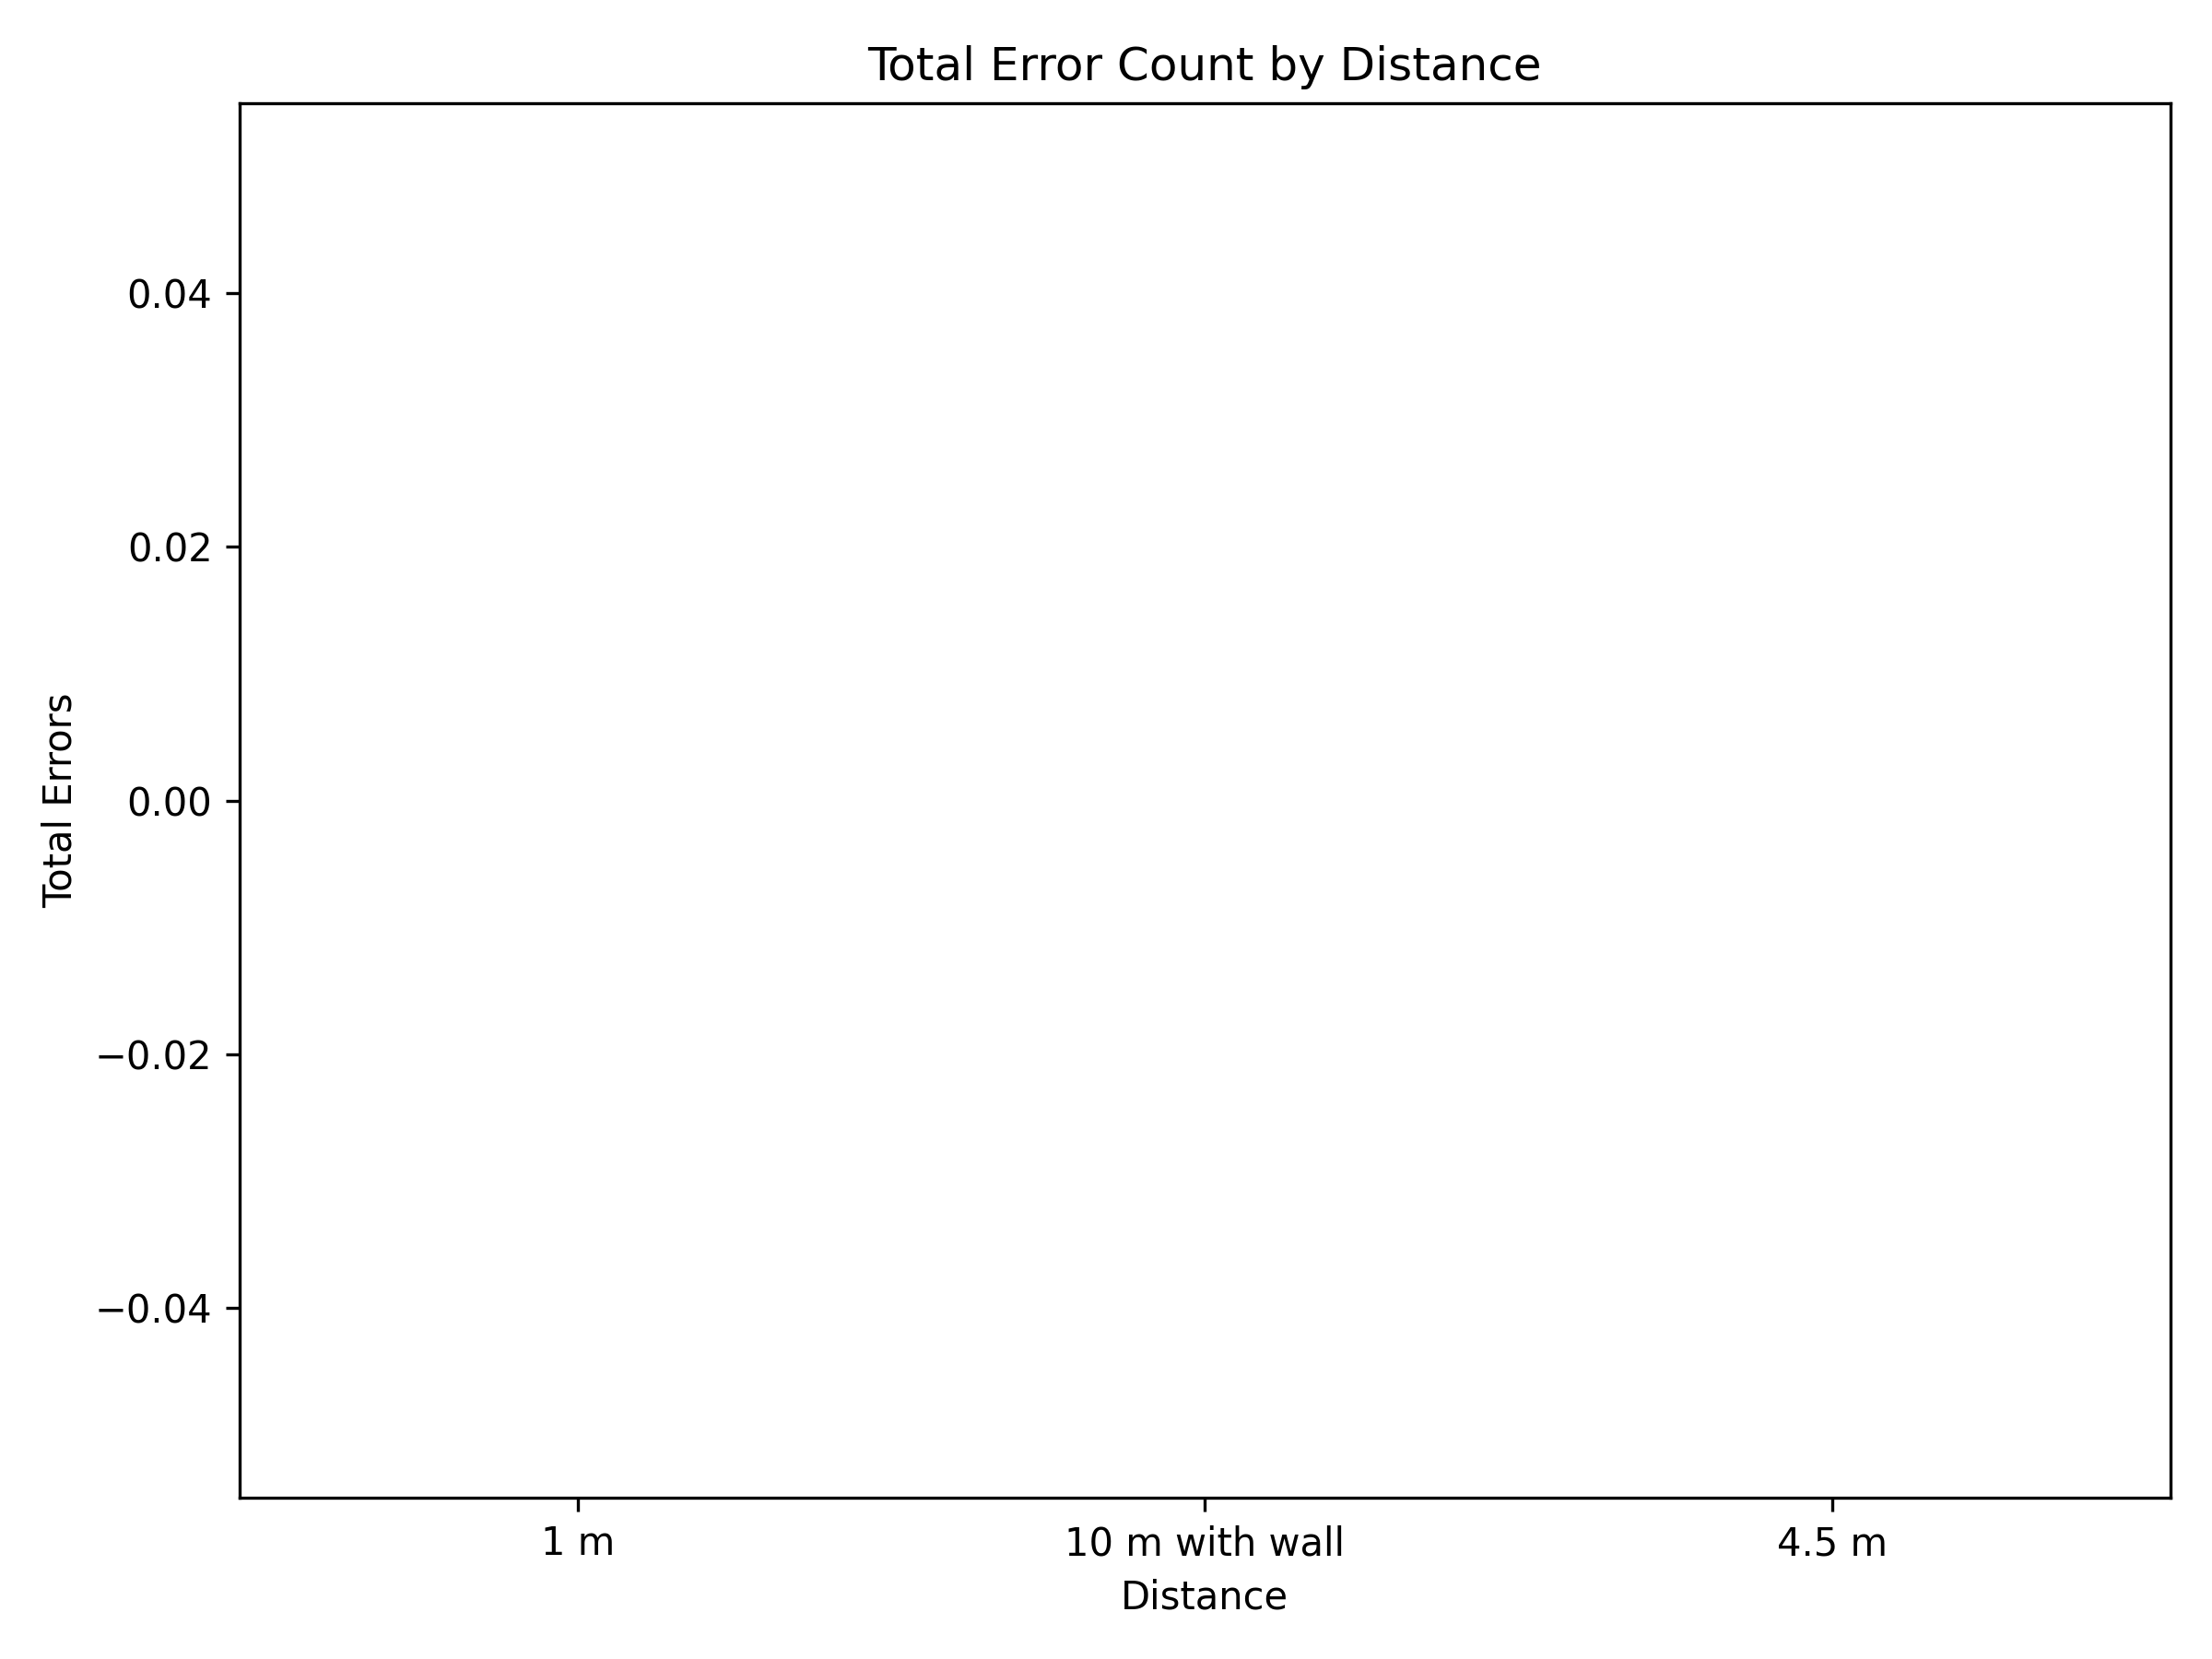 Total Error Count by Distance
Total Errors
0.04
0.02
0.00
−0.02
−0.04
1 m
10 m with wall
4.5 m
Distance